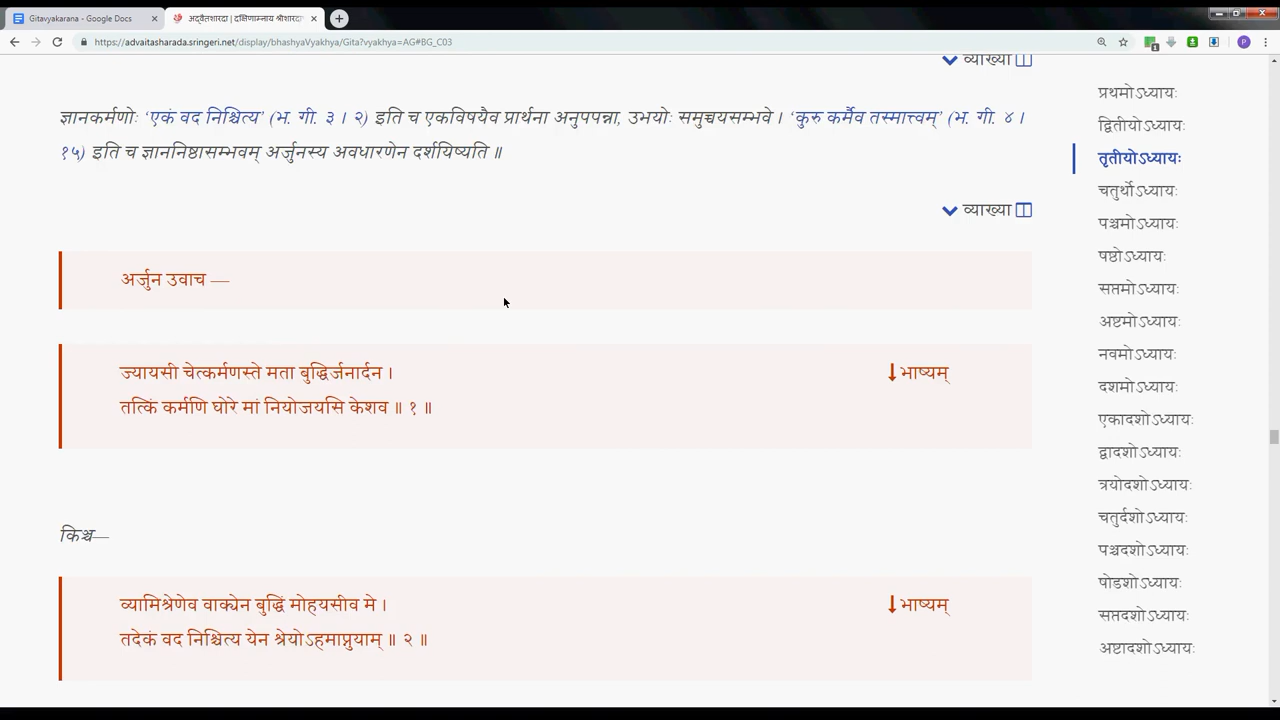 Gitavyakarana - Google Docs
अद्वैतशारदा | दक्षिणाम्नाय श्रीशारदा
https://advaitasharada.sringeri.net/display/bhashyaVyakhya/Gita?vyakhya=AG#BG_C03
व्याख्या
ज्ञानकर्मणोः ‘एकं वद निश्चित्य’ (भ. गी. ३ । २) इति च एकविषयैव प्रार्थना अनुपपन्ना, उभयोः समुच्चयसम्भवे । ‘कुरु कर्मैव तस्मात्त्वम्’ (भ. गी. ४ ।
१५) इति च ज्ञाननिष्ठासम्भवम् अर्जुनस्य अवधारणेन दर्शयिष्यति ॥
व्याख्या
अर्जुन उवाच —
ज्यायसी चेत्कर्मणस्ते मता बुद्धिर्जनार्दन ।
भाष्यम्
तत्किं कर्मणि घोरे मां नियोजयसि केशव ॥ १ ॥
किञ्च—
व्यामिश्रेणेव वाक्येन बुद्धिं मोहयसीव मे ।
भाष्यम्
तदेकं वद निश्चित्य येन श्रेयोऽहमाप्नुयाम् ॥ २ ॥
प्रथमोऽध्यायः
द्वितीयोऽध्यायः
तृतीयोऽध्यायः
चतुर्थोऽध्यायः
पञ्चमोऽध्यायः
षष्ठोऽध्यायः
सप्तमोऽध्यायः
अष्टमोऽध्यायः
नवमोऽध्यायः
दशमोऽध्यायः
एकादशोऽध्यायः
द्वादशोऽध्यायः
त्रयोदशोऽध्यायः
चतुर्दशोऽध्यायः
पञ्चदशोऽध्यायः
षोडशोऽध्यायः
सप्तदशोऽध्यायः
अष्टादशोऽध्यायः